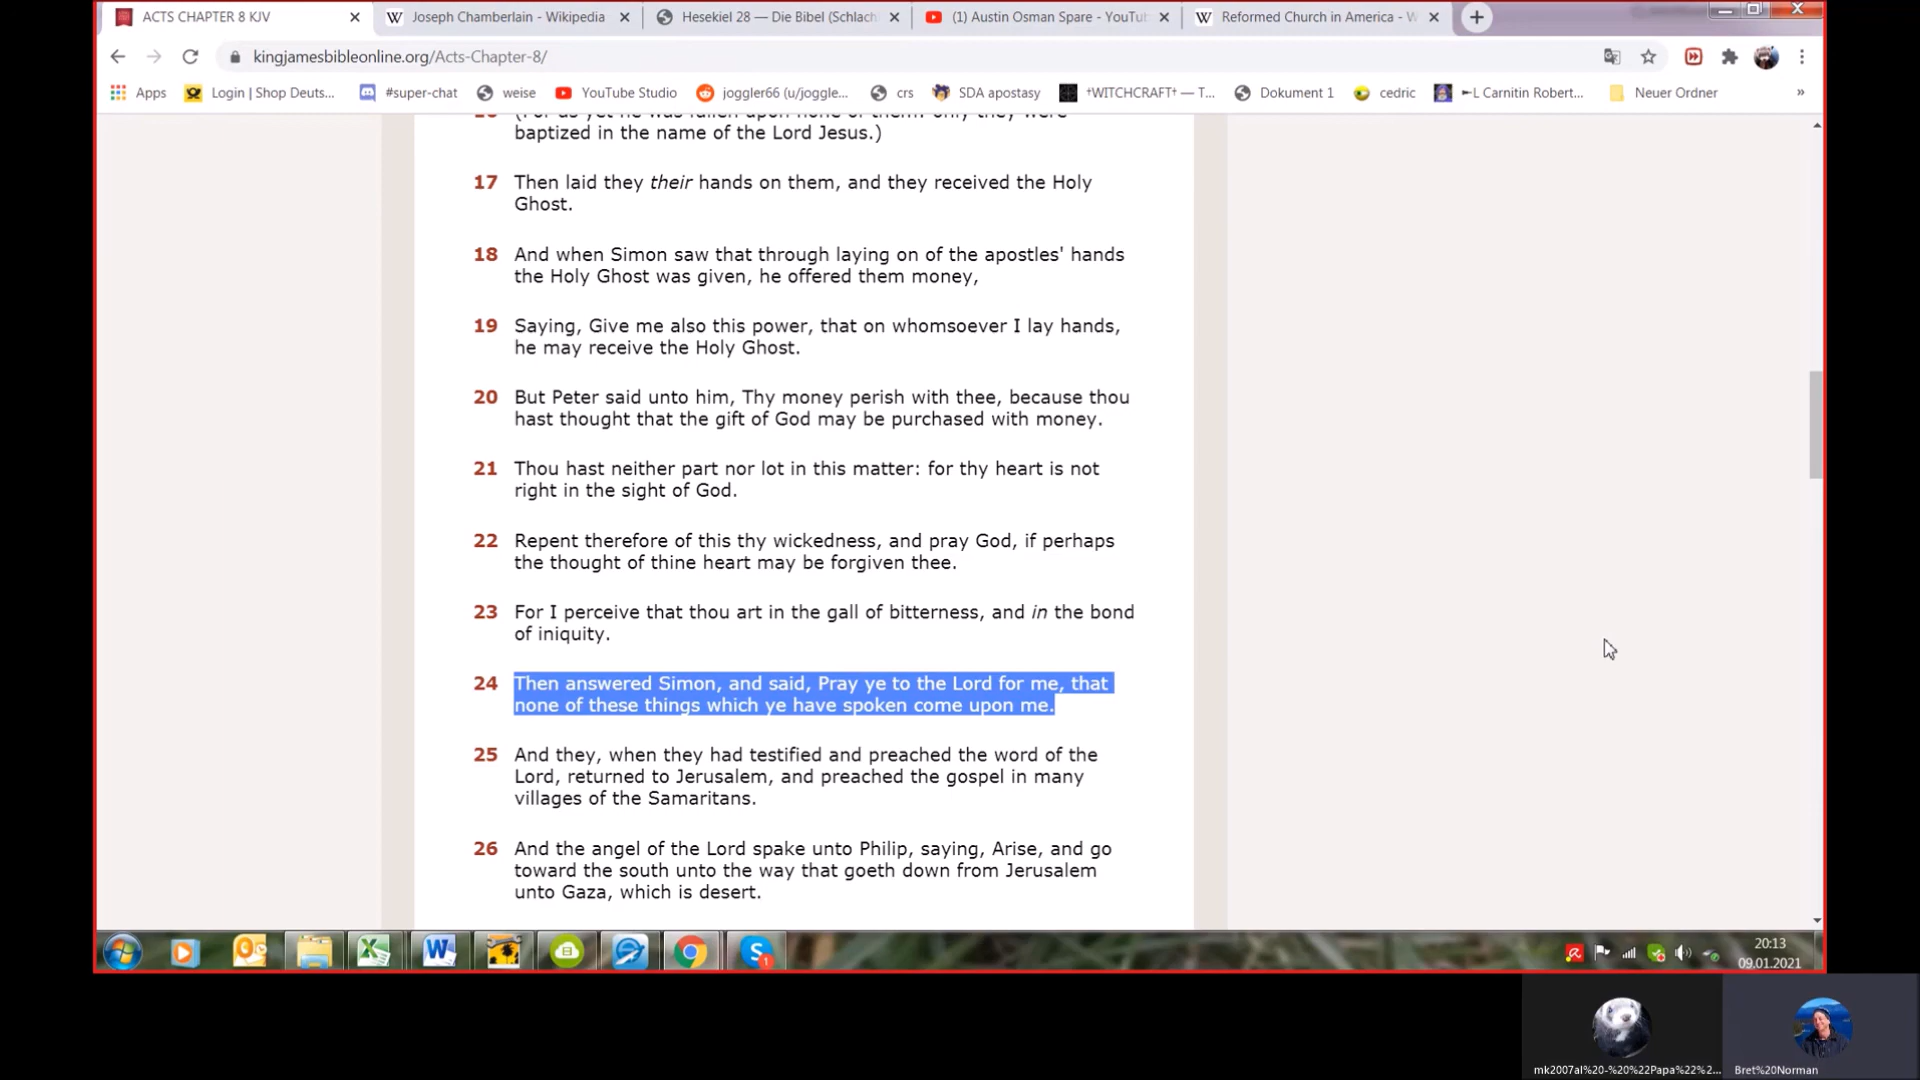 ACTS CHAPTER 8 KJV
Joseph Chamberlain - Wikipedia
Hesekiel 28 — Die Bibel (Schlach
(1) Austin Osman Spare - YouTu
Reformed Church in America - W
kingjamesbibleonline.org/Acts-Chapter-8/
Apps
Login | Shop Deuts...
#super-chat
weise
YouTube Studio
joggler66 (u/joggle...
crs
SDA apostasy
†WITCHCRAFT† — T...
Dokument 1
cedric
►L Carnitin Robert...
Neuer Ordner
»
baptized in the name of the Lord Jesus.)
17 Then laid they their hands on them, and they received the Holy
Ghost.
18 And when Simon saw that through laying on of the apostles' hands
the Holy Ghost was given, he offered them money,
19 Saying, Give me also this power, that on whomsoever I lay hands,
he may receive the Holy Ghost.
20 But Peter said unto him, Thy money perish with thee, because thou
hast thought that the gift of God may be purchased with money.
21 Thou hast neither part nor lot in this matter: for thy heart is not
right in the sight of God.
22 Repent therefore of this thy wickedness, and pray God, if perhaps
the thought of thine heart may be forgiven thee.
23 For I perceive that thou art in the gall of bitterness, and in the bond
of iniquity.
24 Then answered Simon, and said, Pray ye to the Lord for me, that
none of these things which ye have spoken come upon me.
25 And they, when they had testified and preached the word of the
Lord, returned to Jerusalem, and preached the gospel in many
villages of the Samaritans.
26 And the angel of the Lord spake unto Philip, saying, Arise, and go
toward the south unto the way that goeth down from Jerusalem
unto Gaza, which is desert.
20:13
09.01.2021
mk2007al%20-%20%22Papa%22%2...
Bret%20Norman